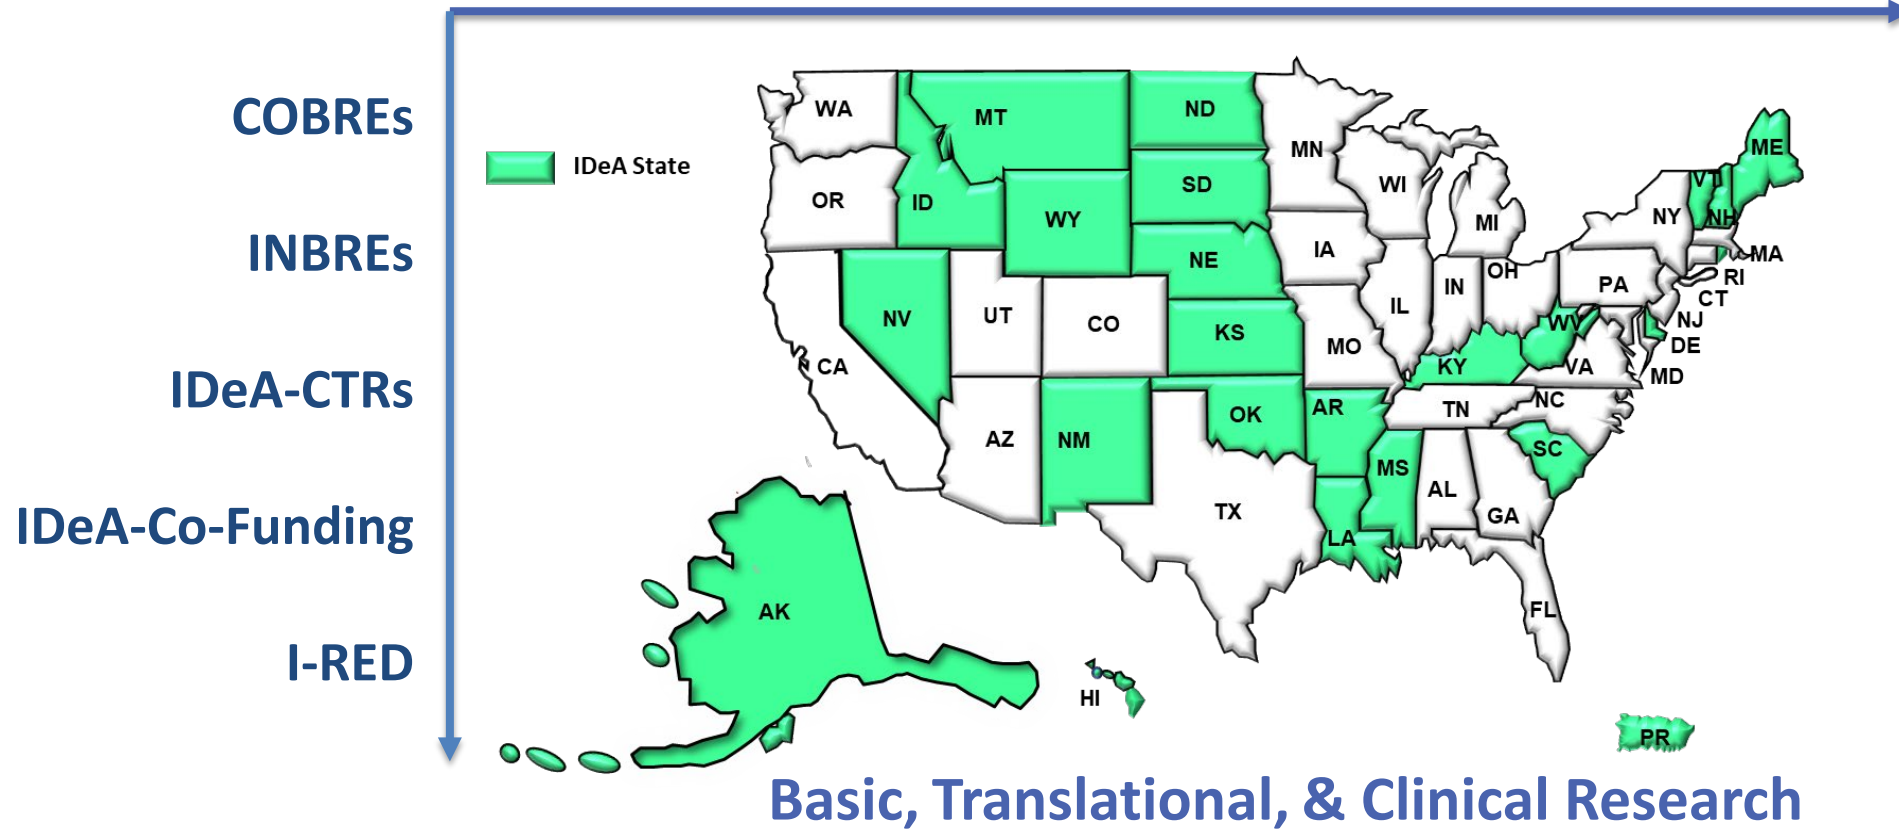 COBREs
INBREs
IDeA-CTRs
IDeA-Co-Funding
I-RED
IDeA State
WA
MT
ND
MN
ME
OR
ID
WY
SD
WI
MI
NY
VT
NH
MA
NV
UT
CO
NE
IA
IL
IN
OH
PA
RI
CT
NJ
DE
MD
CA
KS
MO
KY
WV
VA
AZ
NM
OK
AR
TN
NC
SC
TX
LA
MS
AL
GA
FL
AK
HI
PR
Basic, Translational, & Clinical Research